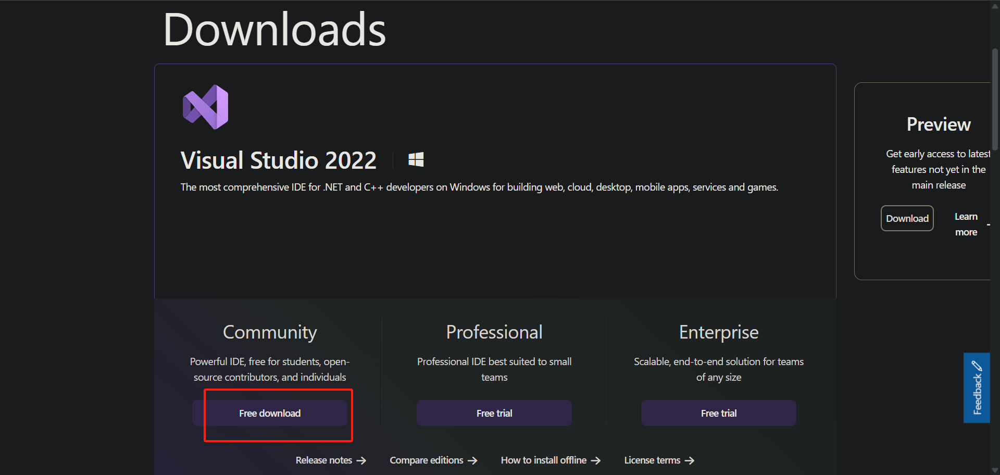 Downloads
Visual Studio 2022
The most comprehensive IDE for .NET and C++ developers on Windows for building web, cloud, desktop, mobile apps, services and games.
Preview
Get early access to latest
features not yet in the
main release
Download
Learn
more
Community
Powerful IDE, free for students, open-
source contributors, and individuals
Free download
Professional
Professional IDE best suited to small
teams
Free trial
Enterprise
Scalable, end-to-end solution for teams
of any size
Free trial
Release notes
Compare editions
How to install offline
License terms
Feedback